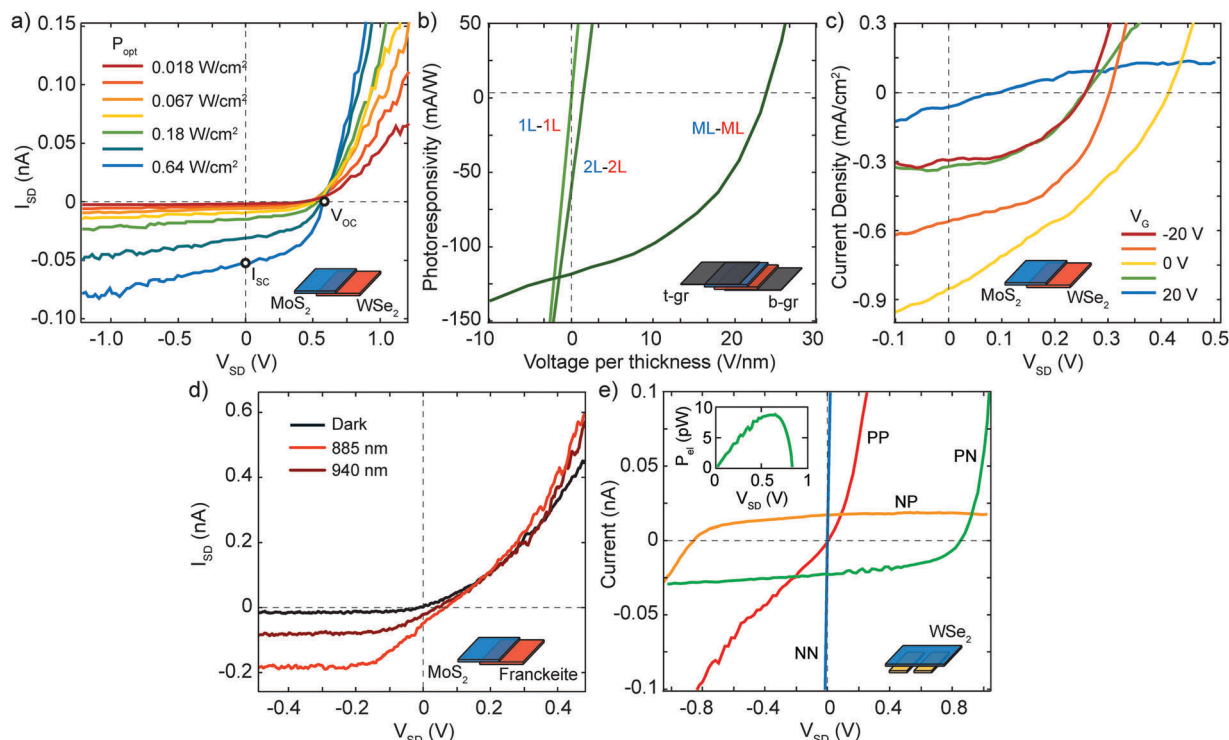 a)
0.15
0.10
0.05
0
-0.05
-0.10
I_SD (nA)
P_opt
0.018 W/cm²
0.067 W/cm²
0.18 W/cm²
0.64 W/cm²
V_OC
I_SC
MoS₂
WSe₂
-1.0
-0.5
0
0.5
1.0
V_SD (V)
b)
50
0
-50
-100
-150
Photoresponsivity (mA/W)
1L-1L
2L-2L
ML-ML
t-gr
b-gr
-10
0
10
20
30
Voltage per thickness (V/nm)
c)
0.3
0
-0.3
-0.6
-0.9
Current Density (mA/cm²)
V_G
-20 V
0 V
20 V
MoS₂
WSe₂
-0.1
0
0.1
0.2
0.3
0.4
0.5
V_SD (V)
d)
0.6
0.4
0.2
0
-0.2
I_SD (nA)
Dark
885 nm
940 nm
MoS₂
Franckeite
-0.4
-0.2
0
0.2
0.4
V_SD (V)
e)
0.1
0.05
0
-0.05
-0.1
Current (nA)
10
5
0
P_el (pW)
0
0.5
1
V_SD (V)
PP
PN
NP
NN
WSe₂
-0.8
-0.4
0
0.4
0.8
V_SD (V)